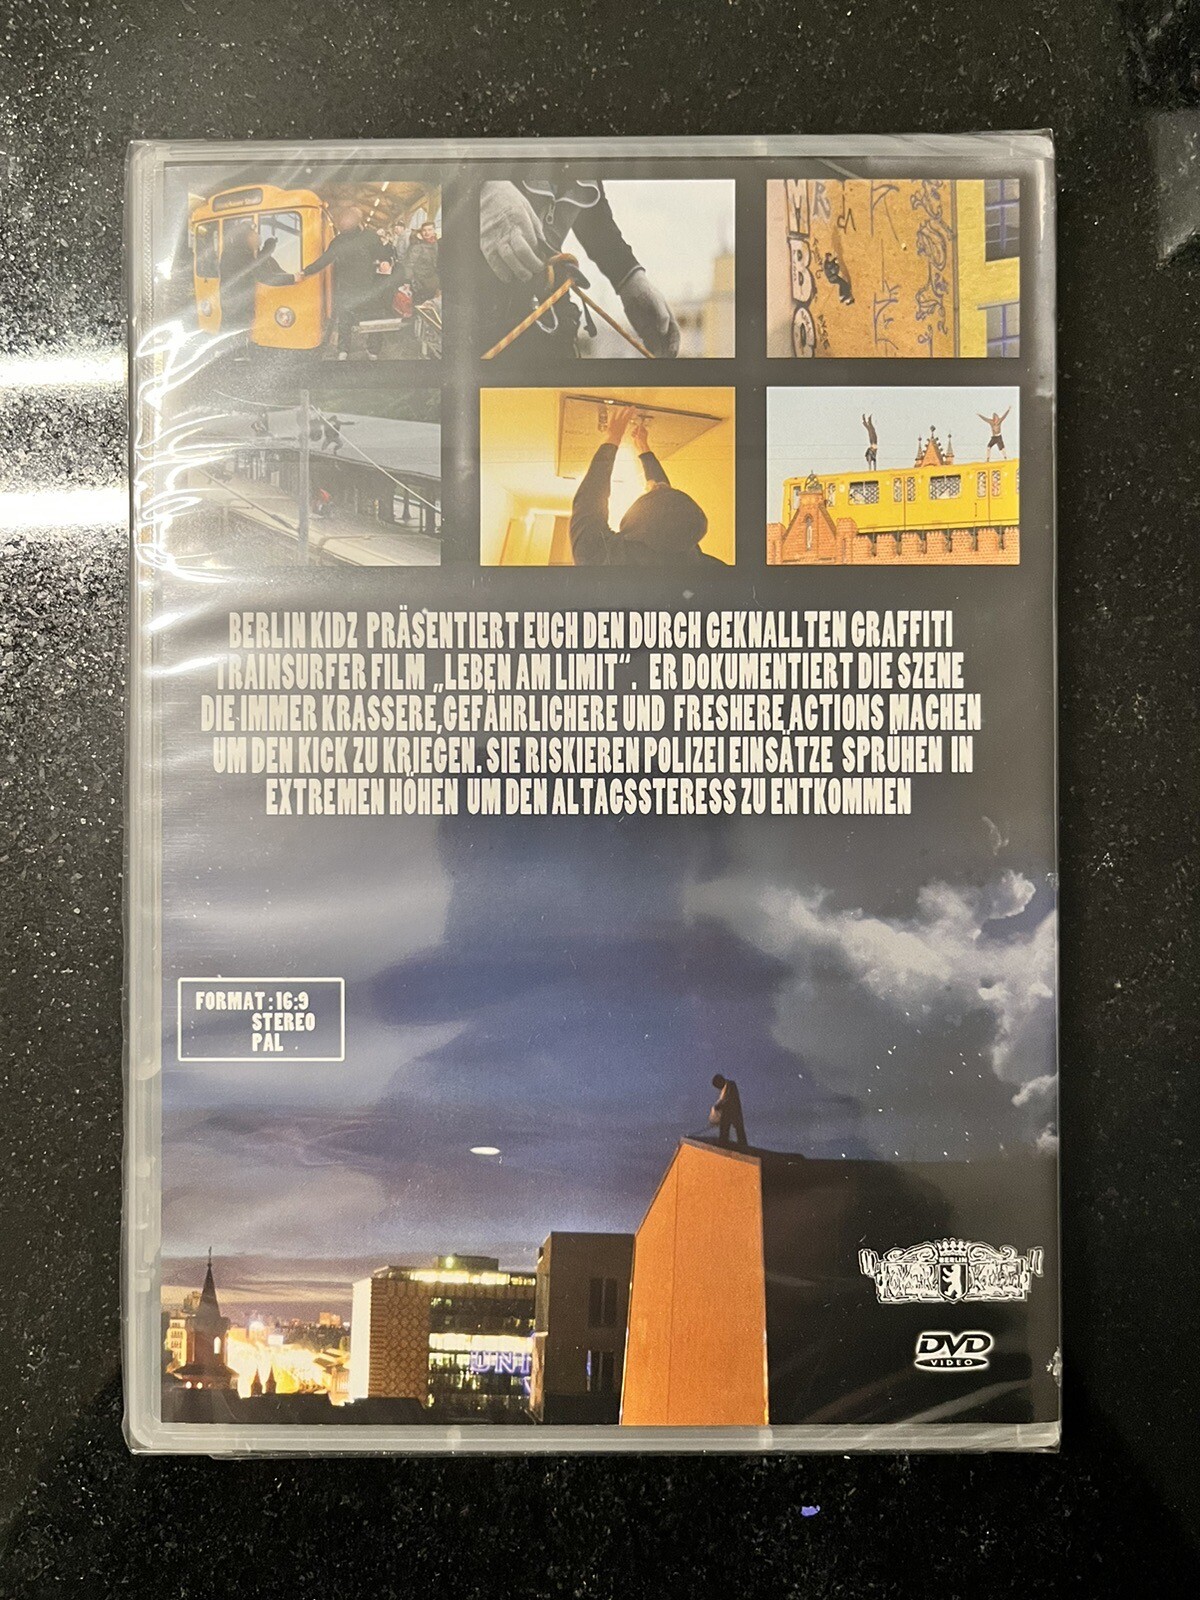 BERLIN KIDZ PRÄSENTIERT EUCH DEN DURCH GEKNALLTEN GRAFFITI
TRAINSURFER FILM „LEBEN AM LIMIT“. ER DOKUMENTIERT DIE SZENE
DIE IMMER KRASSERE, GEFÄHRLICHERE UND FRESHERE ACTIONS MACHEN
UM DEN KICK ZU KRIEGEN. SIE RISKIEREN POLIZEI EINSÄTZE SPRÜHEN IN
EXTREMEN HÖHEN UM DEN ALTAGSSTERESS ZU ENTKOMMEN
FORMAT:16:9
STEREO
PAL
UNI
BERLIN
DVD
VIDEO